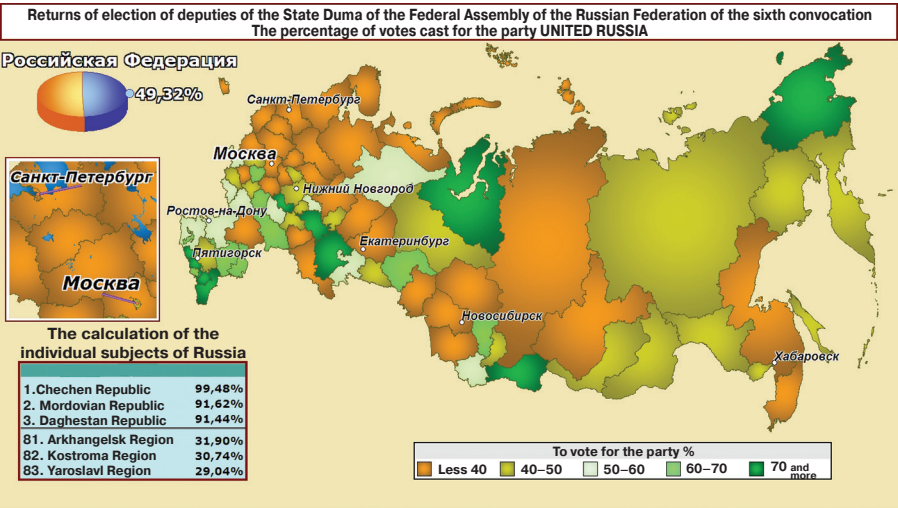 Returns of election of deputies of the State Duma of the Federal Assembly of the Russian Federation of the sixth convocation
The percentage of votes cast for the party UNITED RUSSIA
Российская Федерация
49,32%
Санкт-Петербург
Москва
Нижний Новгород
Ростов-на-Дону
Екатеринбург
Пятигорск
Новосибирск
Хабаровск
Санкт-Петербург
Москва
The calculation of the
individual subjects of Russia
1.Chechen Republic 99,48%
2. Mordovian Republic 91,62%
3. Daghestan Republic 91,44%
81. Arkhangelsk Region 31,90%
82. Kostroma Region 30,74%
83. Yaroslavl Region 29,04%
To vote for the party %
Less 40 40–50 50–60 60–70 70 and more